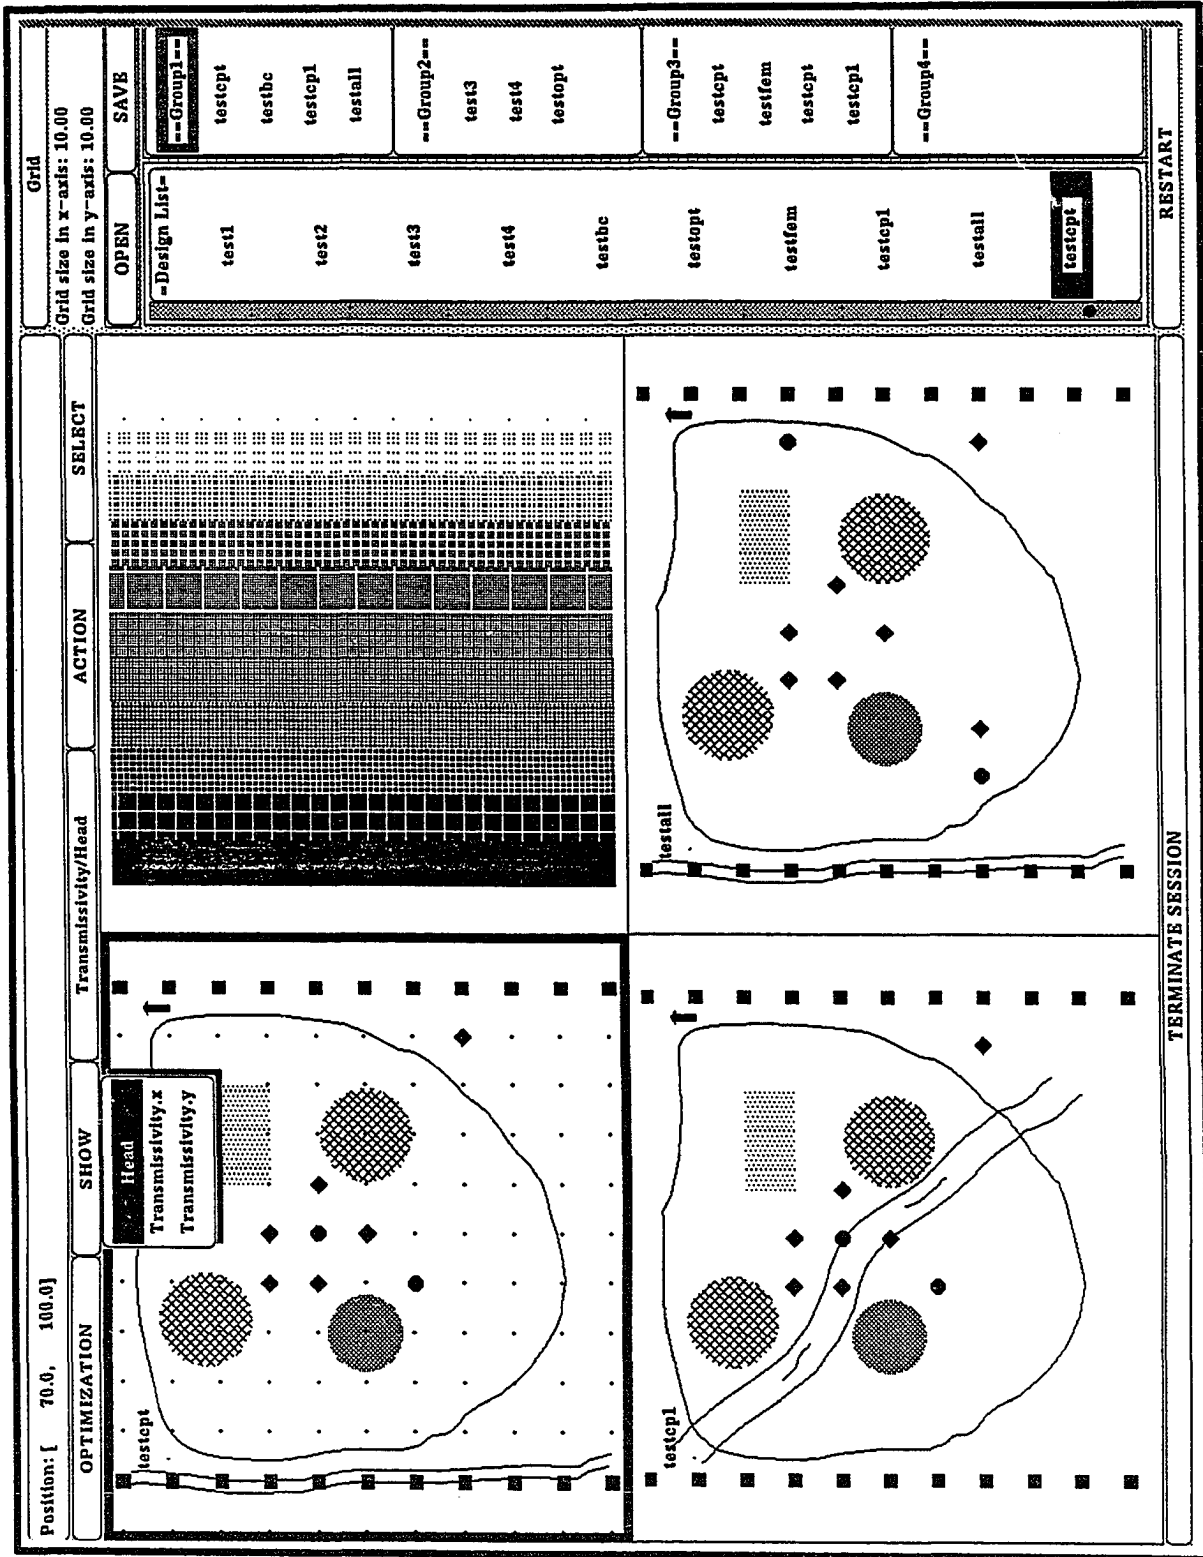 Position: [ 70.0, 100.0]
Grid
Grid size in x-axis: 10.00
Grid size in y-axis: 10.00
OPTIMIZATION
SHOW
Transmissivity/Head
ACTION
SELECT
OPEN
SAVE
Head
Transmissivity.x
Transmissivity.y
testcpt
testcp1
testall
=Design List=
test1
test2
test3
test4
testbc
testopt
testfem
testcp1
testall
testcpt
==Group1==
testcpt
testbc
testcp1
testall
==Group2==
test3
test4
testopt
==Group3==
testcpt
testfem
testcpt
testcp1
==Group4==
TERMINATE SESSION
RESTART